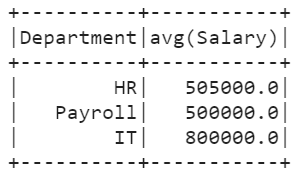 +----------+-----------+
|Department|avg(Salary)|
+----------+-----------+
|        HR|   505000.0|
|   Payroll|   500000.0|
|        IT|   800000.0|
+----------+-----------+